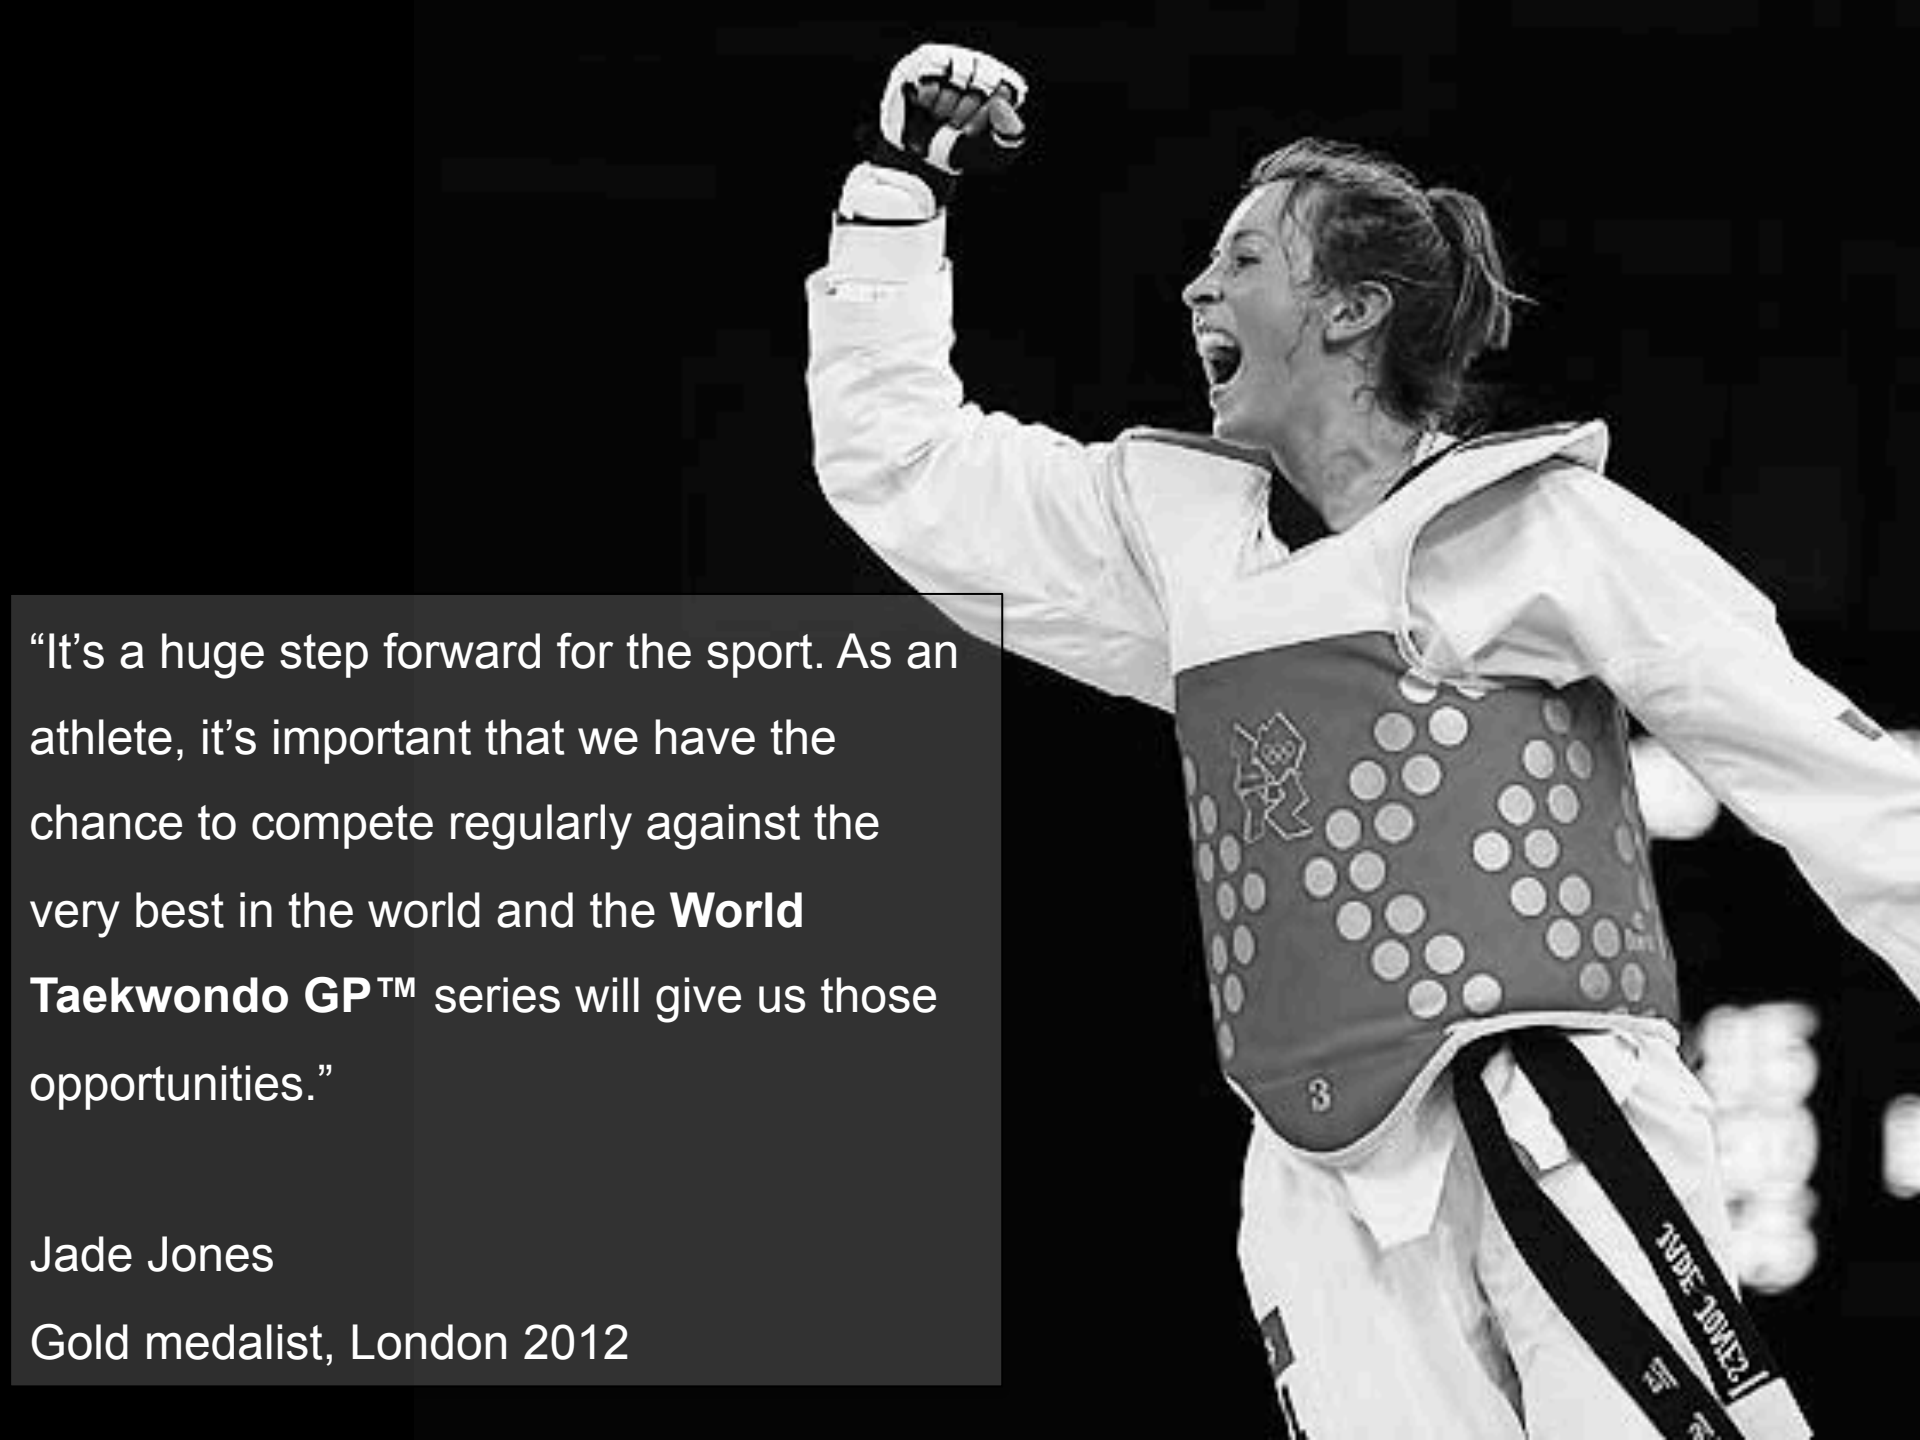 “It’s a huge step forward for the sport. As an
athlete, it’s important that we have the
chance to compete regularly against the
very best in the world and the World
Taekwondo GP™ series will give us those
opportunities.”
Jade Jones
Gold medalist, London 2012
3
JADE JONES